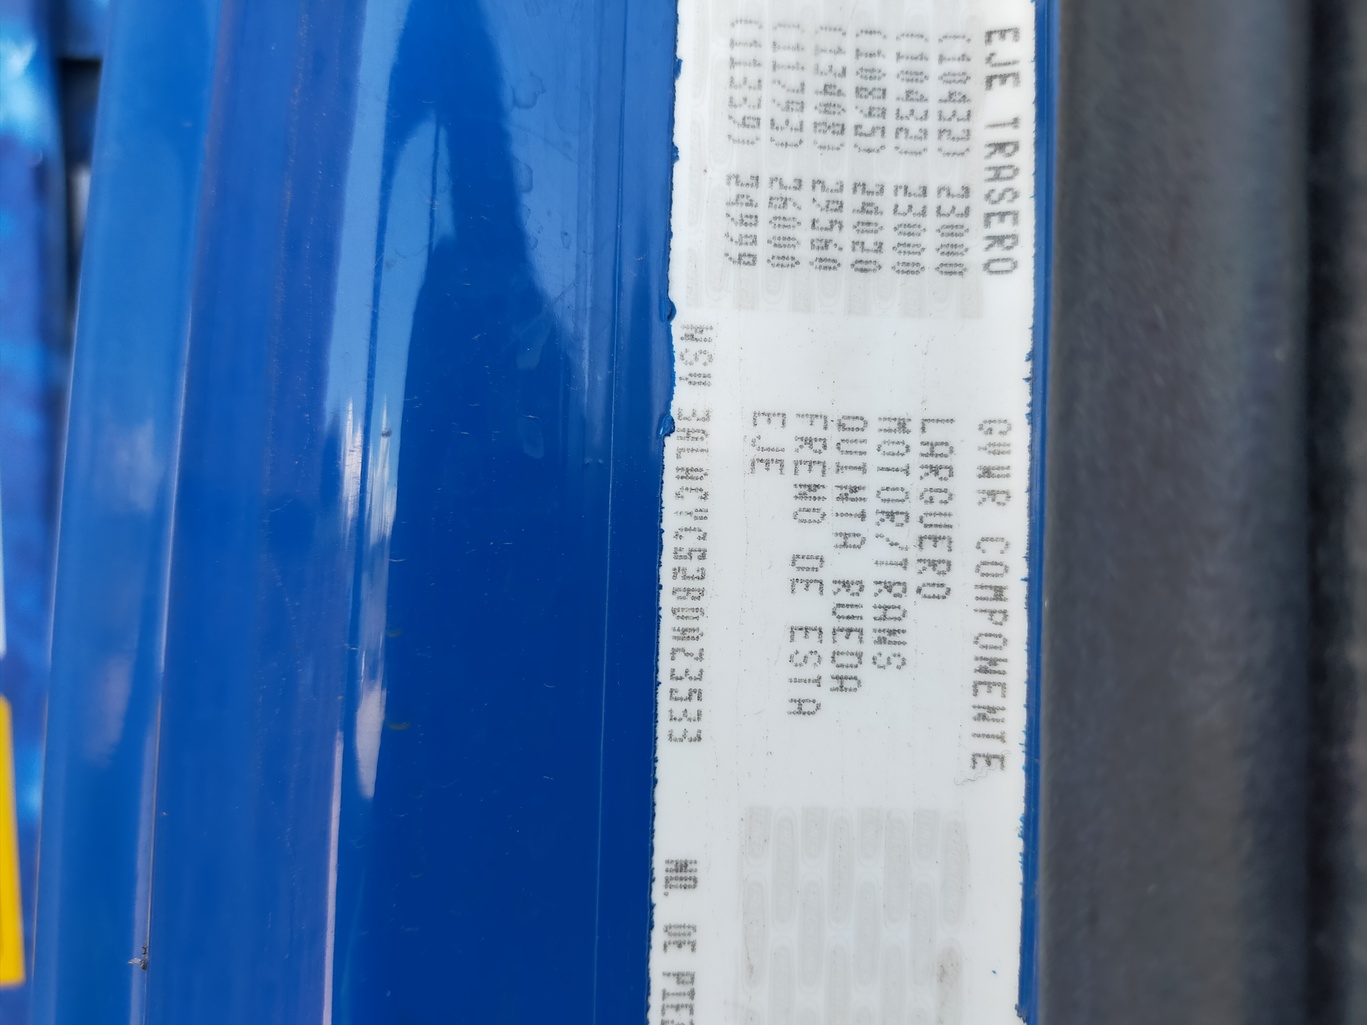 EJE TRASERO GVWR COMPONENTE
(10432) 23000 LARGUERO
(10432) 23000 MOTOR/TRANS
(10895) 24020 QUINTA RUEDA
(13408) 29560 FRENO DE ESTA
(11793) 26000 EJE
(11339) 24999
NO. DE